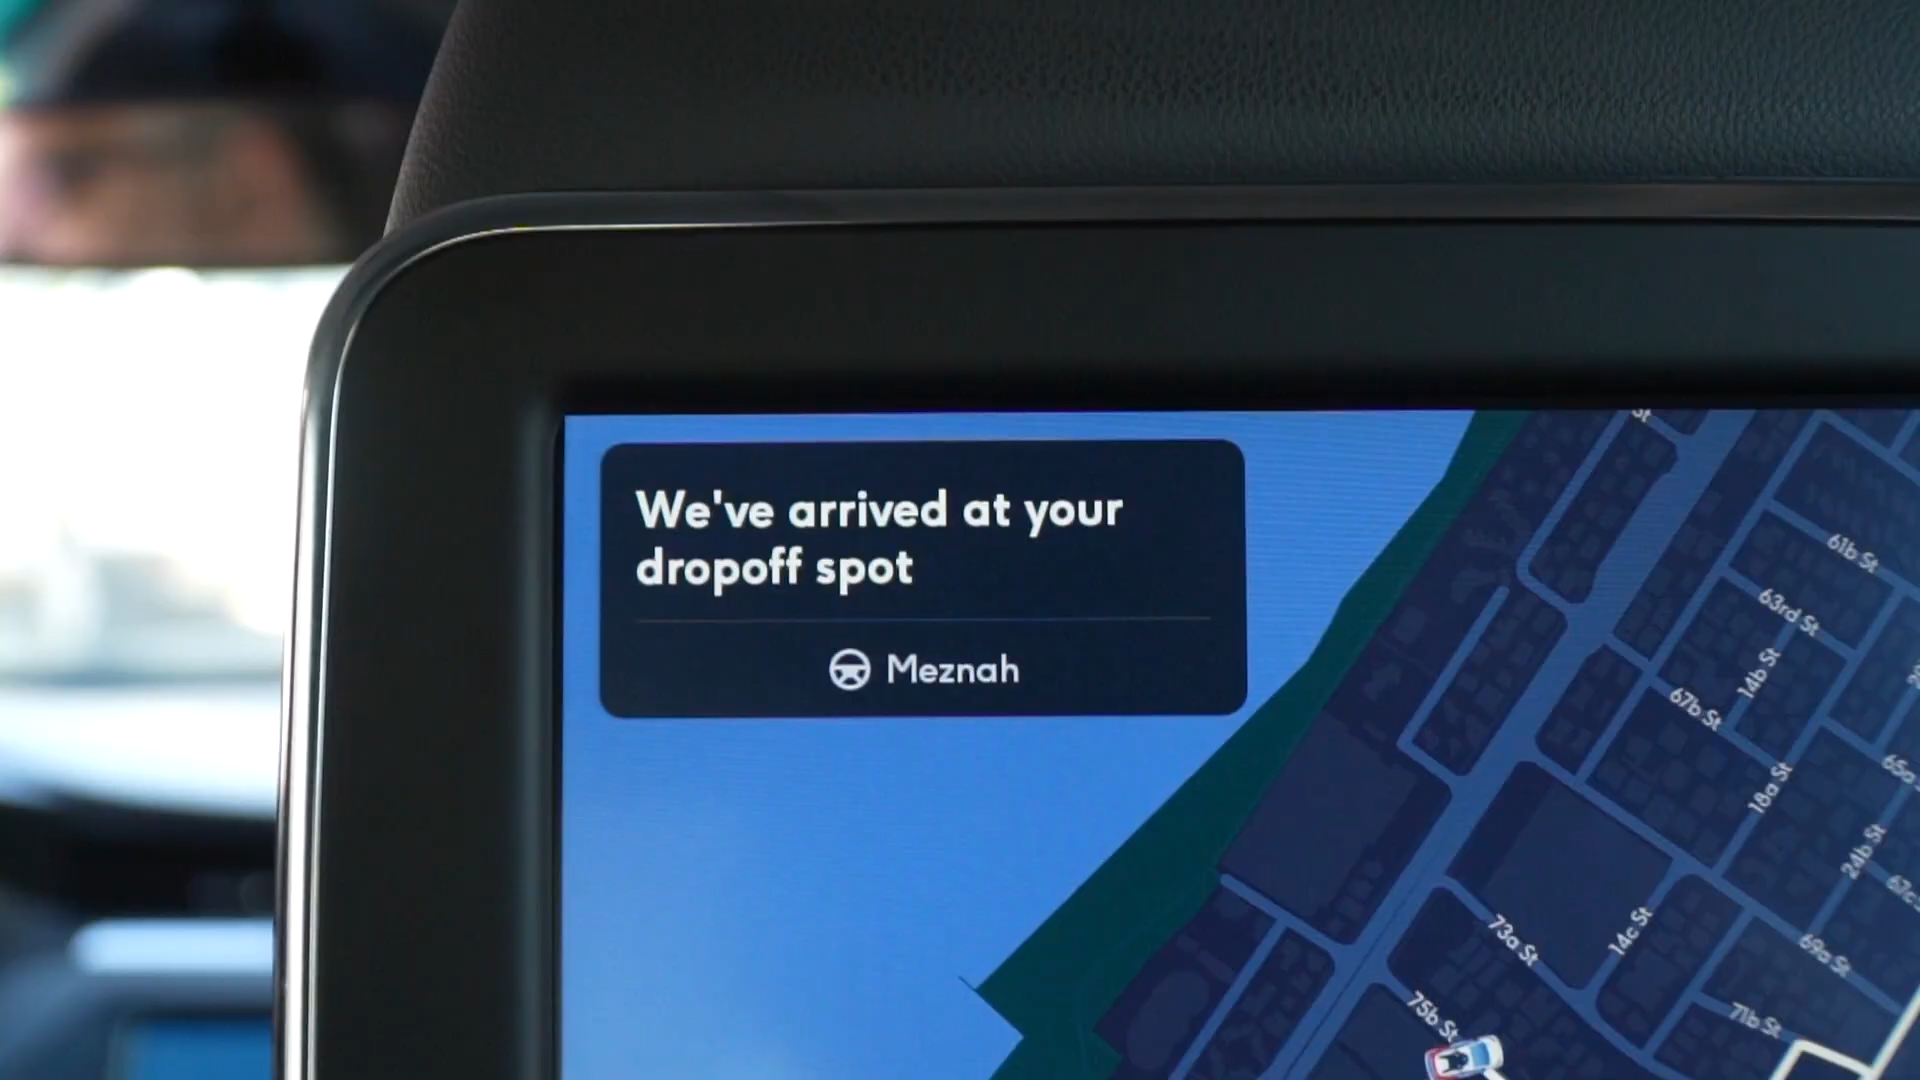 We've arrived at your
dropoff spot
Meznah
St
61b St
63rd St
14b St
67b St
18a St
24b St
73a St
14c St
69a St
75b St
71b St